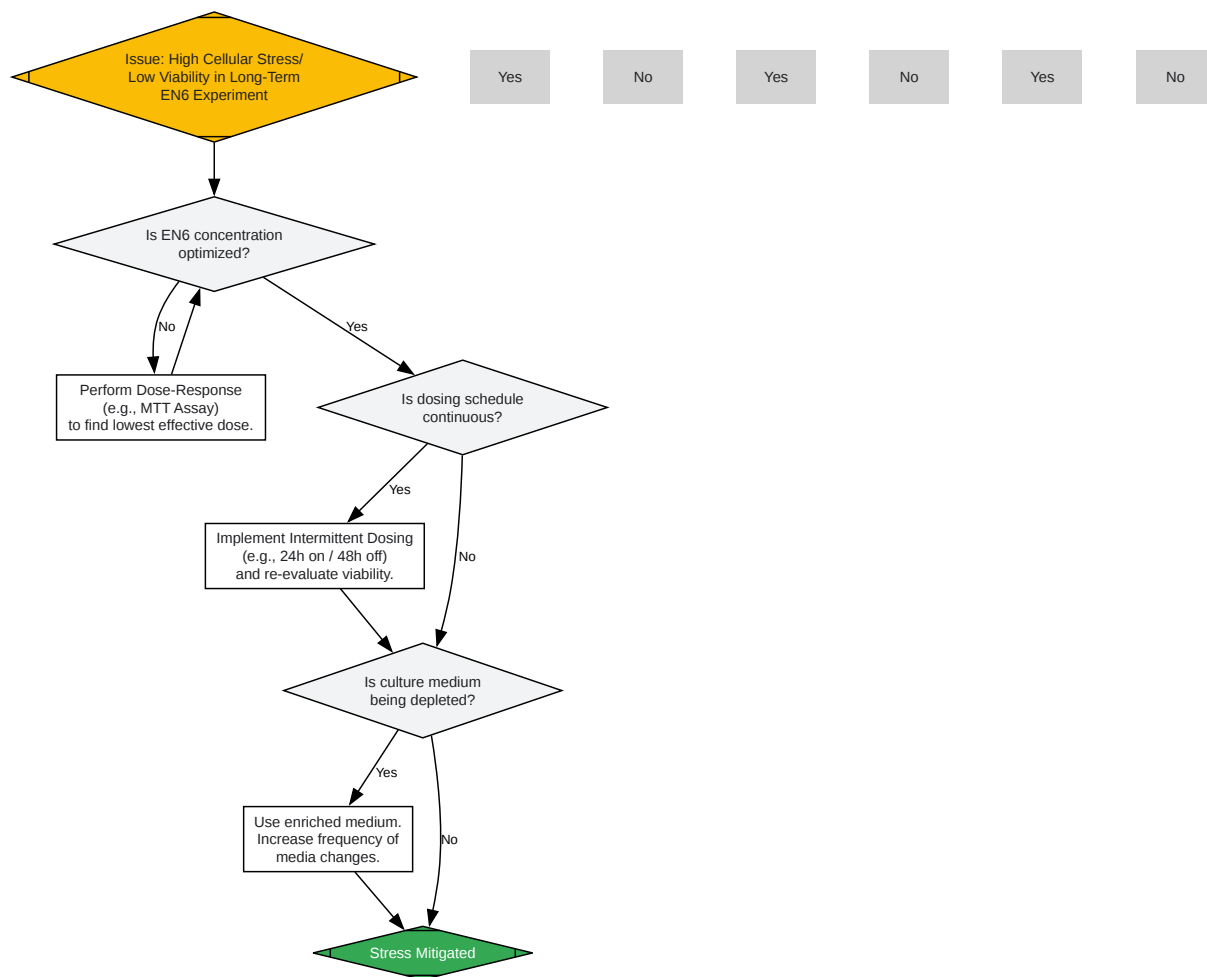 Issue: High Cellular Stress/
Low Viability in Long-Term
EN6 Experiment
Yes
No
Yes
No
Yes
No
Is EN6 concentration
optimized?
No
Yes
Perform Dose-Response
(e.g., MTT Assay)
to find lowest effective dose.
Is dosing schedule
continuous?
Yes
Implement Intermittent Dosing
(e.g., 24h on / 48h off)
and re-evaluate viability.
No
Is culture medium
being depleted?
Yes
Use enriched medium.
Increase frequency of
media changes.
No
Stress Mitigated